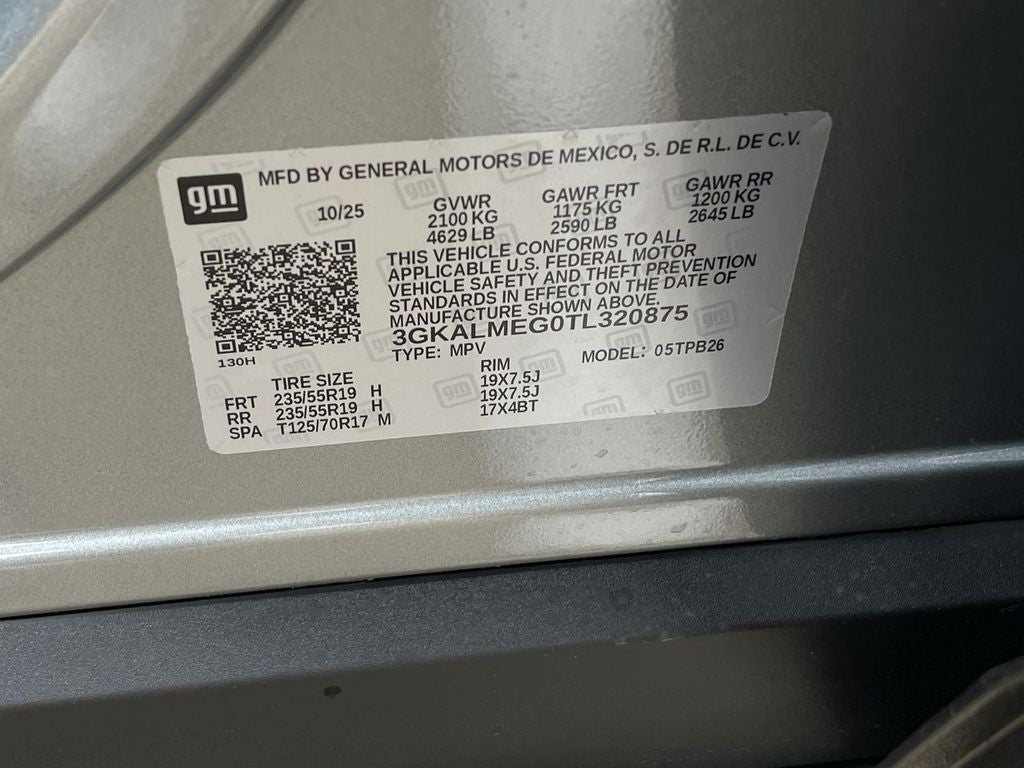 gm
MFD BY GENERAL MOTORS DE MEXICO, S. DE R.L. DE C.V.
10/25
GVWR
2100 KG
4629 LB
GAWR FRT
1175 KG
2590 LB
GAWR RR
1200 KG
2645 LB
THIS VEHICLE CONFORMS TO ALL
APPLICABLE U.S. FEDERAL MOTOR
VEHICLE SAFETY AND THEFT PREVENTION
STANDARDS IN EFFECT ON THE DATE OF
MANUFACTURE SHOWN ABOVE.
3GKALMEG0TL320875
TYPE: MPV MODEL: 05TPB26
130H
TIRE SIZE RIM
FRT 235/55R19 H 19X7.5J
RR 235/55R19 H 19X7.5J
SPA T125/70R17 M 17X4BT